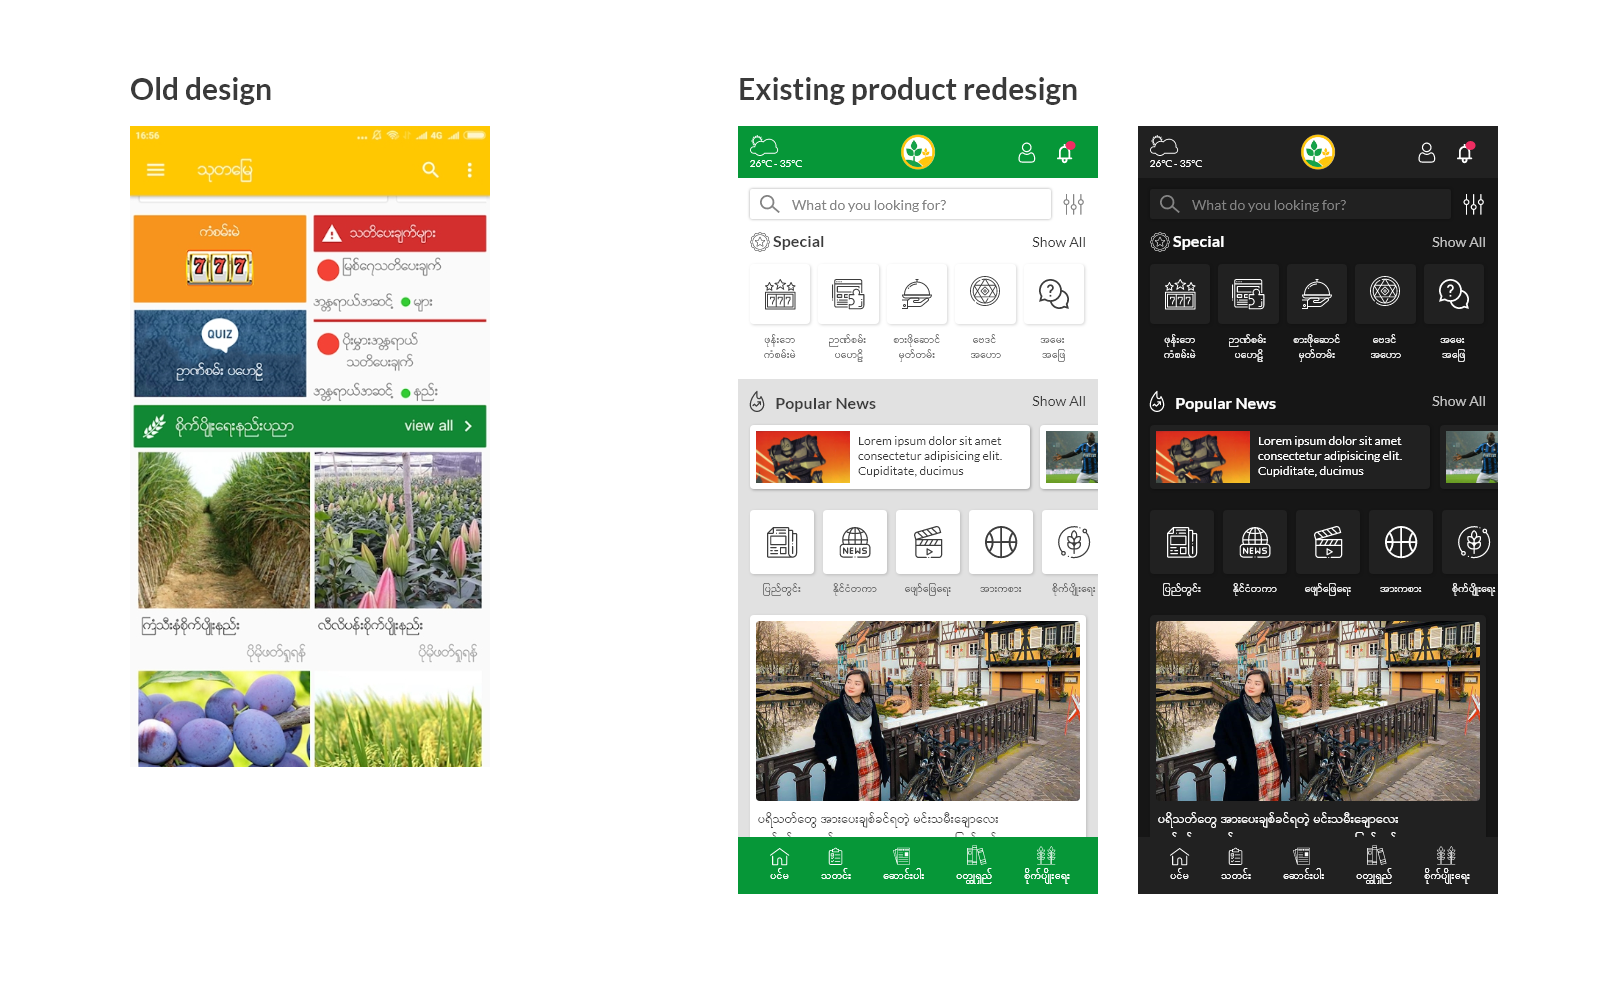 Old design
Existing product redesign
16:56
4G
သုတမြေ
ကံစမ်းမဲ
777
သတိပေးချက်များ
မြစ်ရေသတိပေးချက်
အန္တရာယ်အဆင့် များ
QUIZ
ဉာဏ်စမ်း ပဟေဠိ
ပိုးမွှားအန္တရာယ်
သတိပေးချက်
အန္တရာယ်အဆင့် နည်း
စိုက်ပျိုးရေးနည်းပညာ
view all
ကြံသီးနှံစိုက်ပျိုးနည်း
လီလီပန်းစိုက်ပျိုးနည်း
ပိုမိုဖတ်ရှုရန်
ပိုမိုဖတ်ရှုရန်
26°C - 35°C
What do you looking for?
Special
Show All
777
ဖုန်းဘေ
ကံစမ်းမဲ
ဉာဏ်စမ်း
ပဟေဠိ
စားဖိုဆောင်
မှတ်တမ်း
ဗေဒင်
အဟော
အမေး
အဖြေ
Popular News
Show All
Lorem ipsum dolor sit amet
consectetur adipisicing elit.
Cupiditate, ducimus
NEWS
ပြည်တွင်း
နိုင်ငံတကာ
ဖျော်ဖြေရေး
အားကစား
စိုက်ပျိုးရေး
ပရိသတ်တွေ အားပေးချစ်ခင်ရတဲ့ မင်းသမီးချောလေး
ပင်မ
သတင်း
ဆောင်းပါး
ဝတ္ထုရှည်
စိုက်ပျိုးရေး
26°C - 35°C
What do you looking for?
Special
Show All
777
ဖုန်းဘေ
ကံစမ်းမဲ
ဉာဏ်စမ်း
ပဟေဠိ
စားဖိုဆောင်
မှတ်တမ်း
ဗေဒင်
အဟော
အမေး
အဖြေ
Popular News
Show All
Lorem ipsum dolor sit amet
consectetur adipisicing elit.
Cupiditate, ducimus
NEWS
ပြည်တွင်း
နိုင်ငံတကာ
ဖျော်ဖြေရေး
အားကစား
စိုက်ပျိုးရေး
ပရိသတ်တွေ အားပေးချစ်ခင်ရတဲ့ မင်းသမီးချောလေး
ပင်မ
သတင်း
ဆောင်းပါး
ဝတ္ထုရှည်
စိုက်ပျိုးရေး